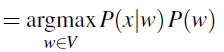 = argmax P(x|w) P(w)
w∈V